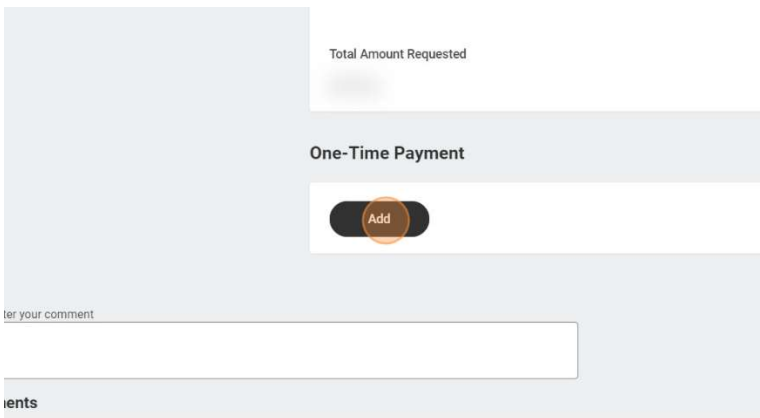 Total Amount Requested
One-Time Payment
Add
ter your comment
ents